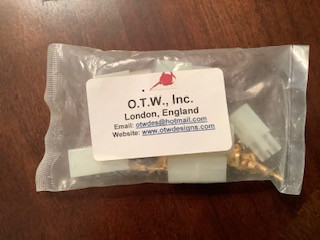 O.T.W., Inc.
London, England
Email: otwdes@hotmail.com
Website: www.otwdesigns.com